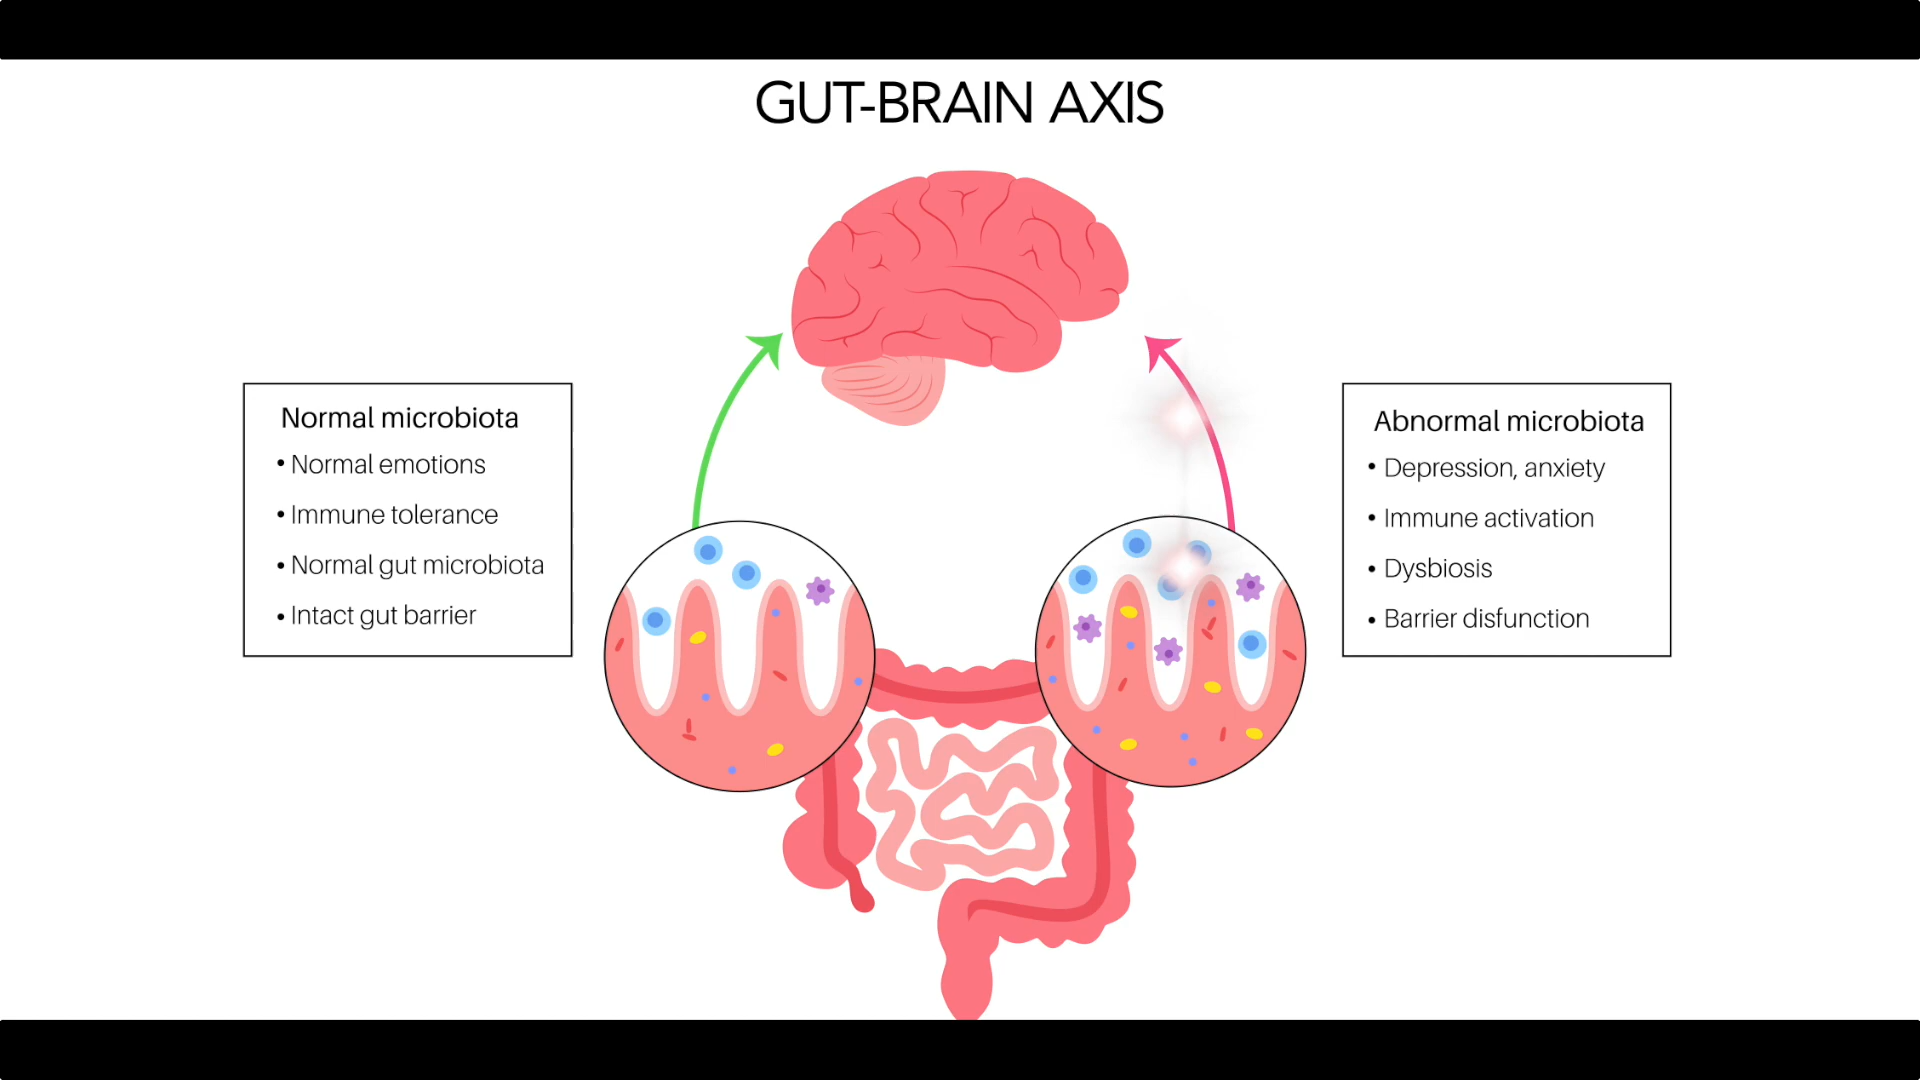 GUT-BRAIN AXIS
Normal microbiota
• Normal emotions
• Immune tolerance
• Normal gut microbiota
• Intact gut barrier
Abnormal microbiota
• Depression, anxiety
• Immune activation
• Dysbiosis
• Barrier disfunction